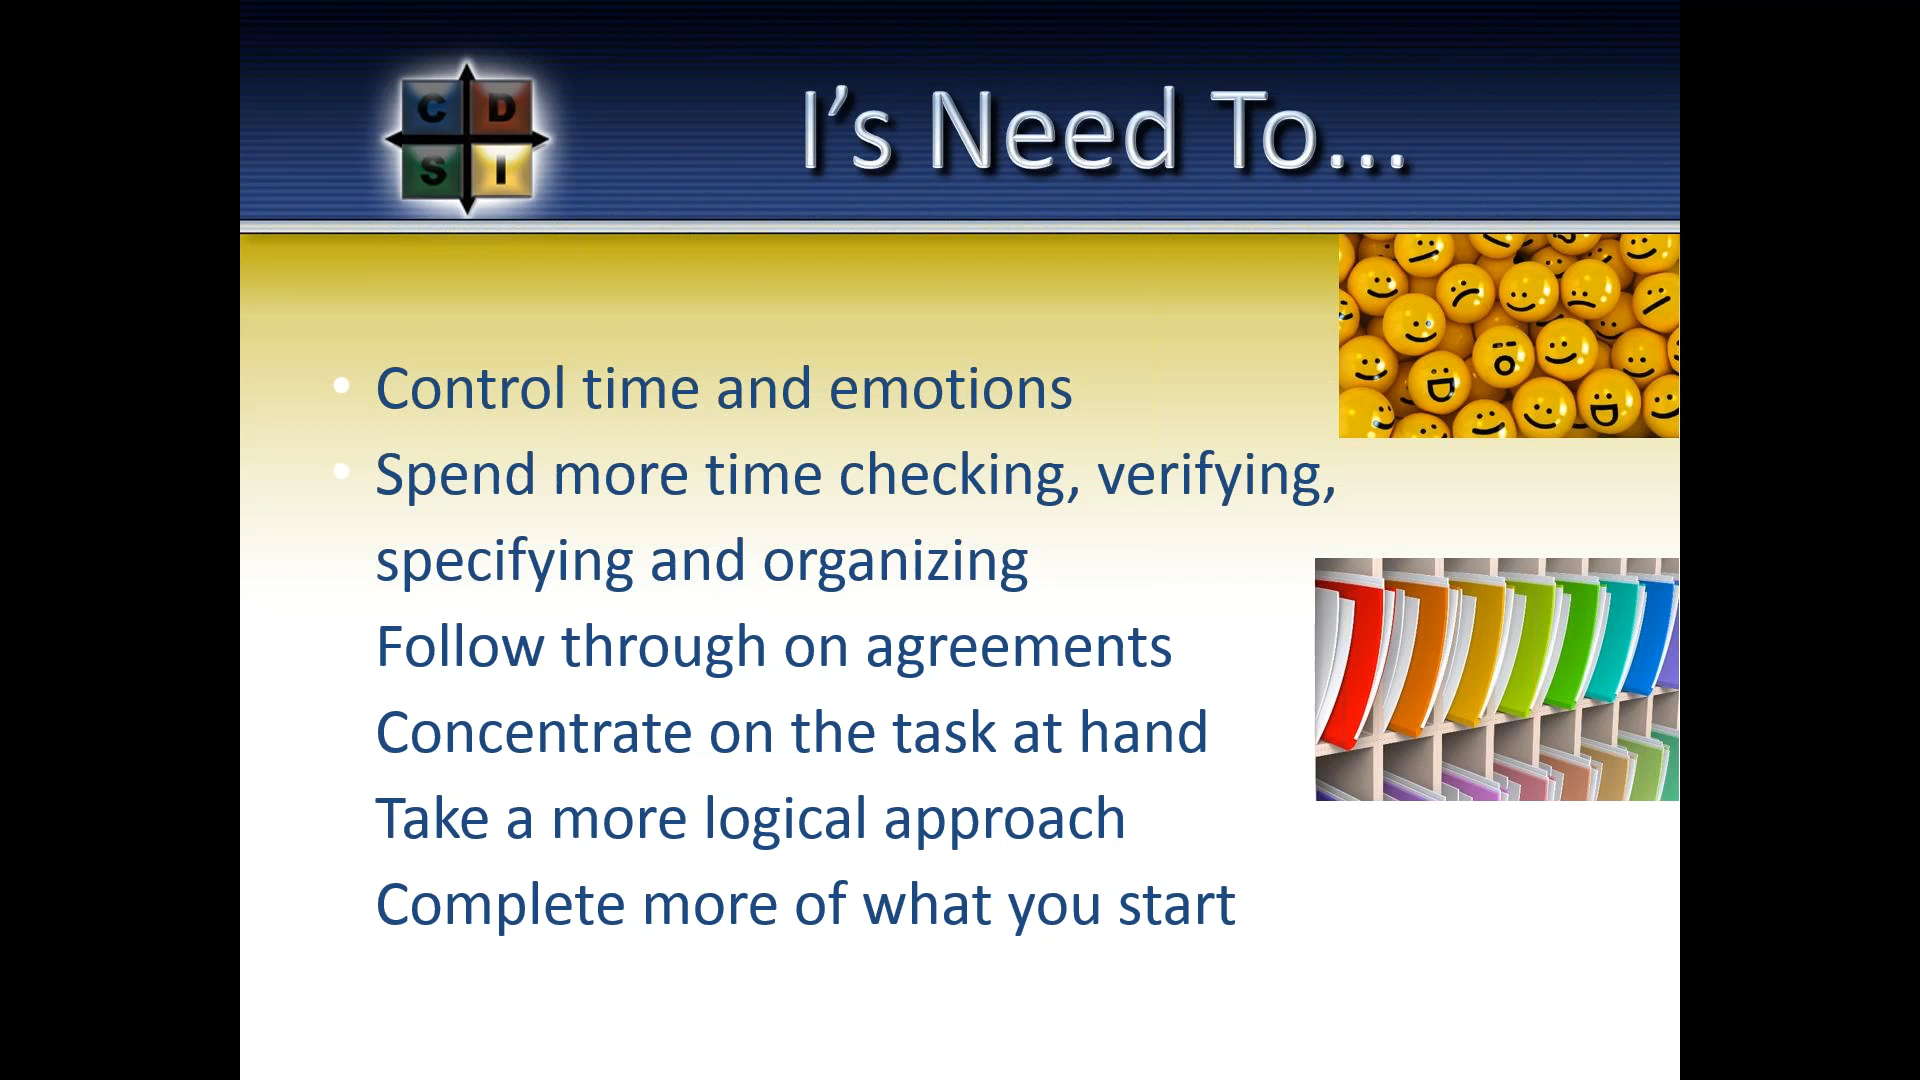 C D
S I
I’s Need To...
• Control time and emotions
• Spend more time checking, verifying,
specifying and organizing
Follow through on agreements
Concentrate on the task at hand
Take a more logical approach
Complete more of what you start